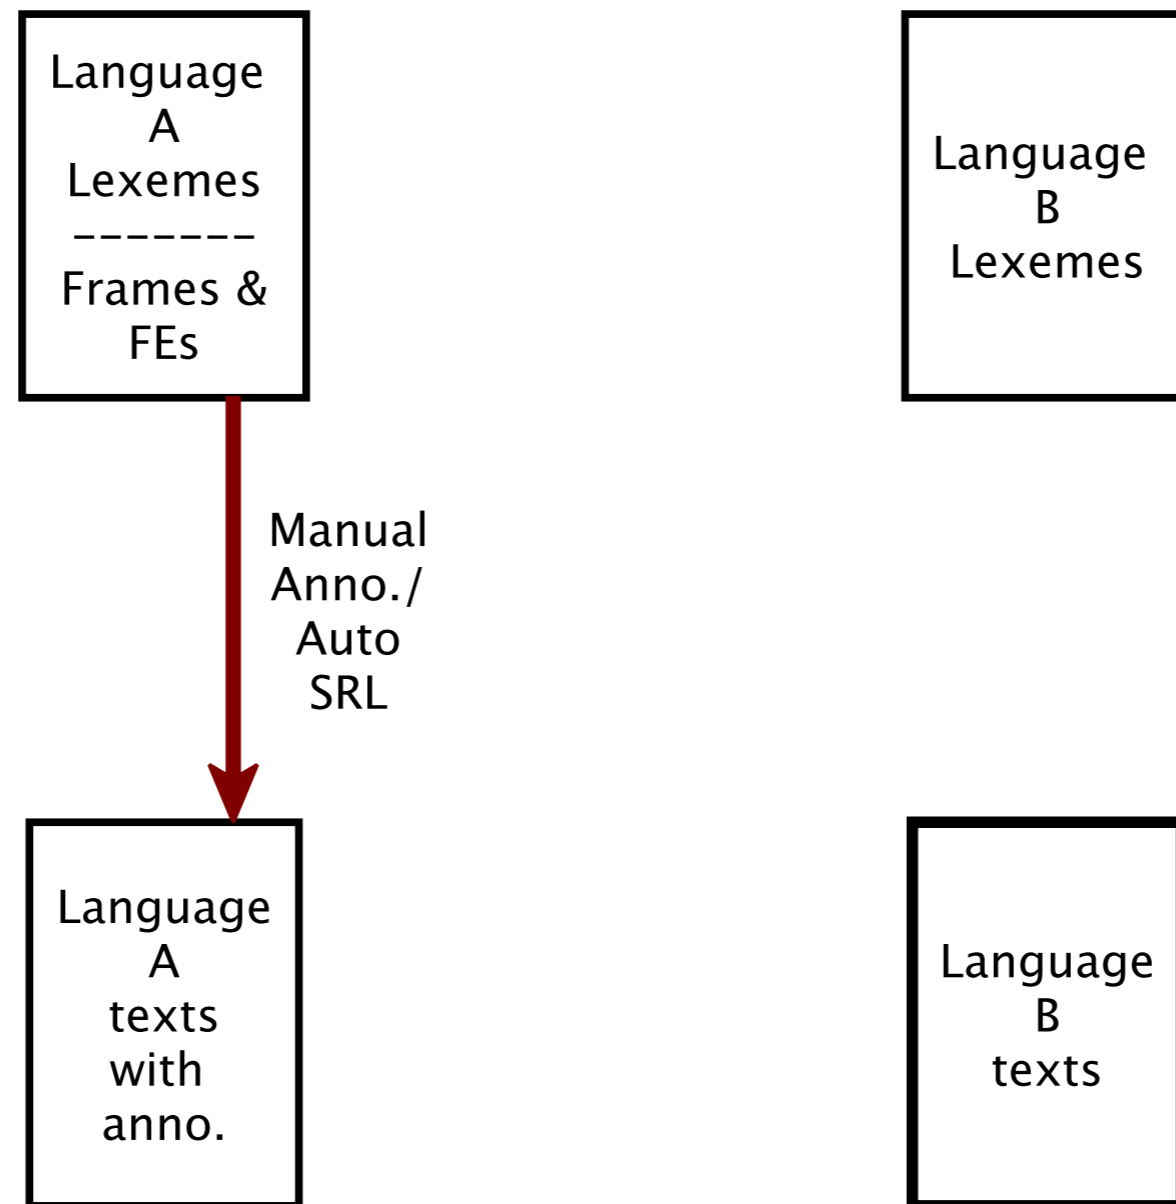 Language
A
Lexemes
-------
Frames &
FEs
Language
B
Lexemes
Manual
Anno./
Auto
SRL
Language
A
texts
with
anno.
Language
B
texts